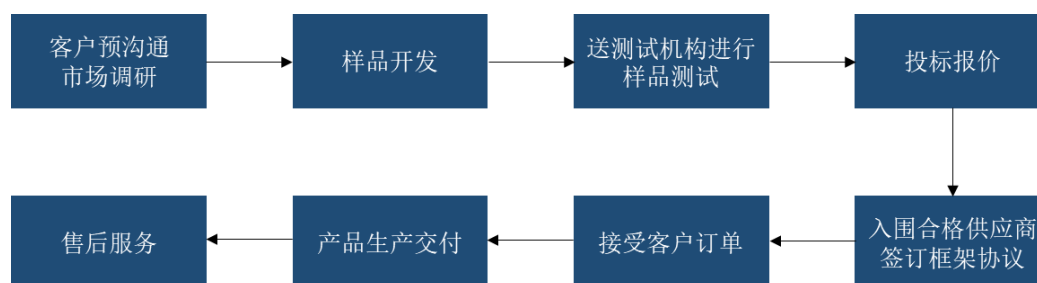 客户预沟通
市场调研
样品开发
送测试机构进行
样品测试
投标报价
入围合格供应商
签订框架协议
接受客户订单
产品生产交付
售后服务